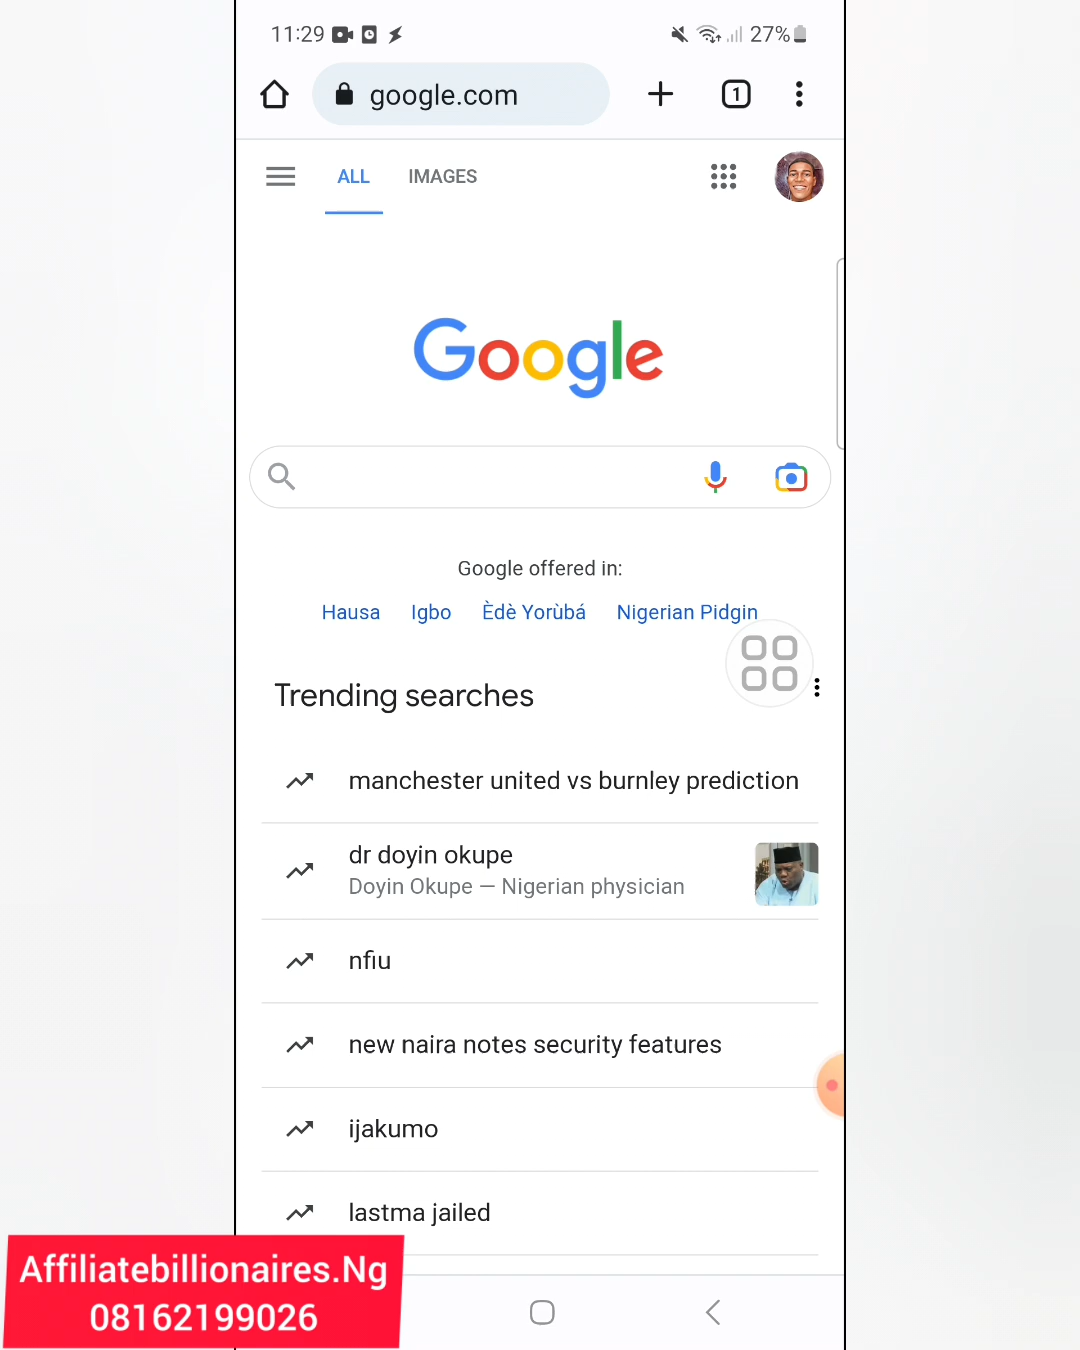 11:29 27%
google.com 1
ALL IMAGES
Google
Google offered in:
Hausa Igbo Èdè Yorùbá Nigerian Pidgin
Trending searches
manchester united vs burnley prediction
dr doyin okupe
Doyin Okupe — Nigerian physician
nfiu
new naira notes security features
ijakumo
lastma jailed
Affiliatebillionaires.Ng
08162199026